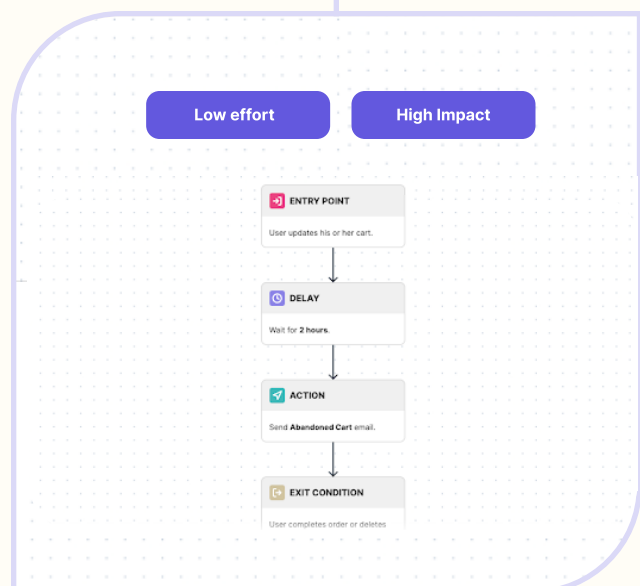 Low effort
High Impact
ENTRY POINT
User updates his or her cart.
DELAY
Wait for 2 hours.
ACTION
Send Abandoned Cart email.
EXIT CONDITION
User completes order or deletes